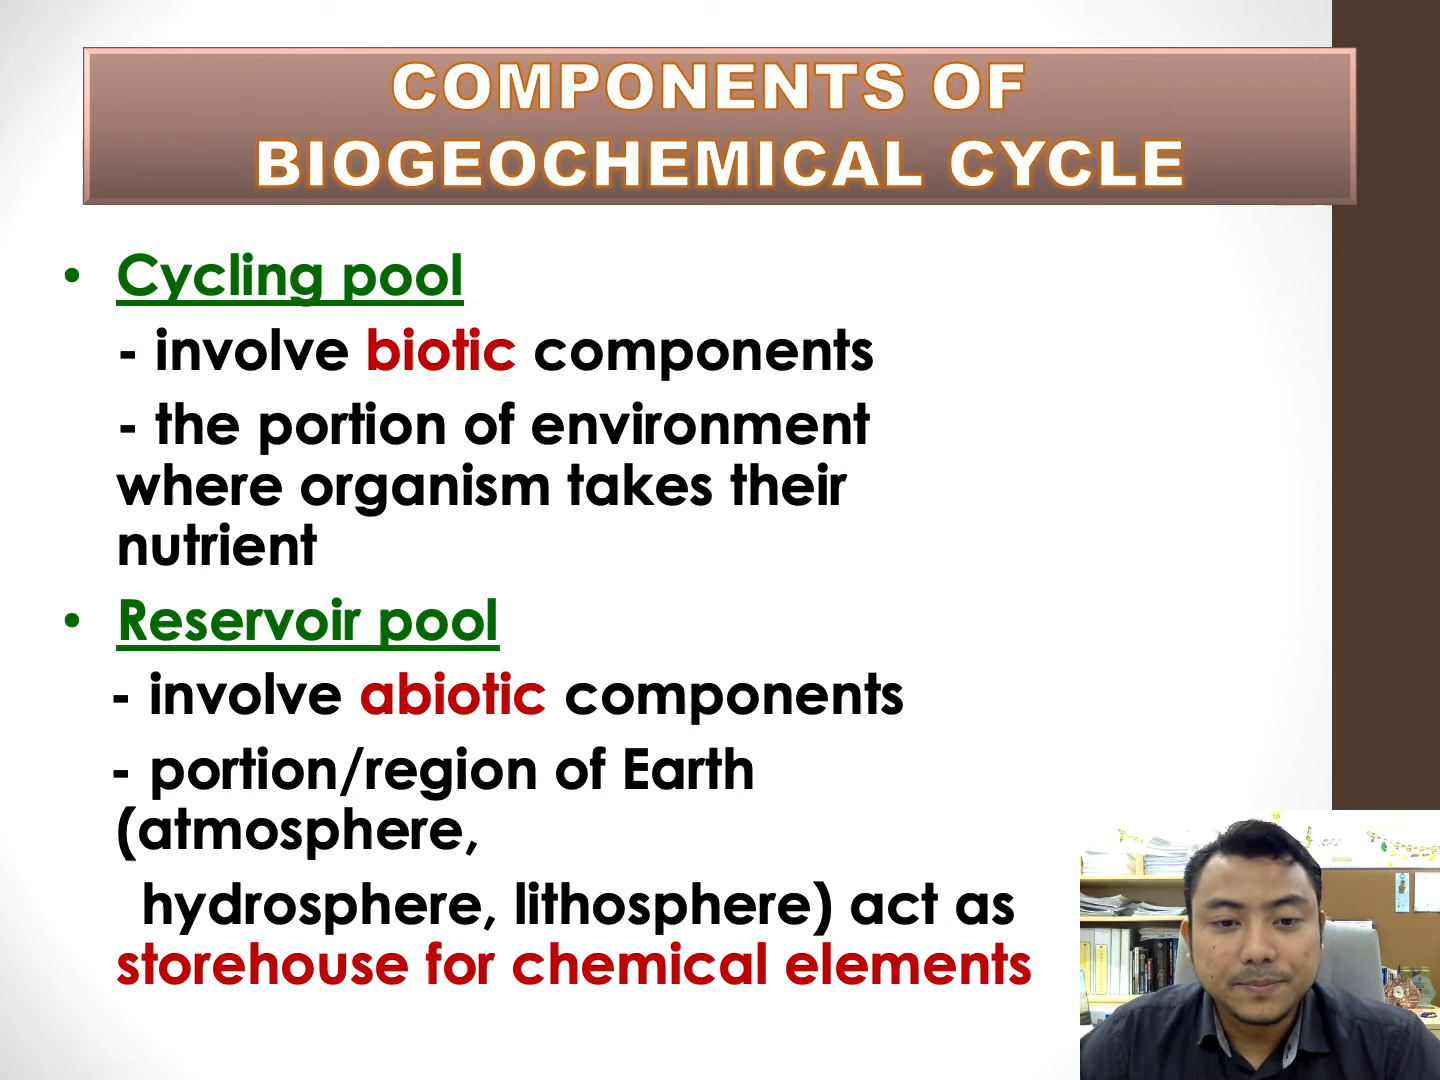 COMPONENTS OF
BIOGEOCHEMICAL CYCLE
• Cycling pool
- involve biotic components
- the portion of environment
where organism takes their
nutrient
• Reservoir pool
- involve abiotic components
- portion/region of Earth
(atmosphere,
hydrosphere, lithosphere) act as
storehouse for chemical elements